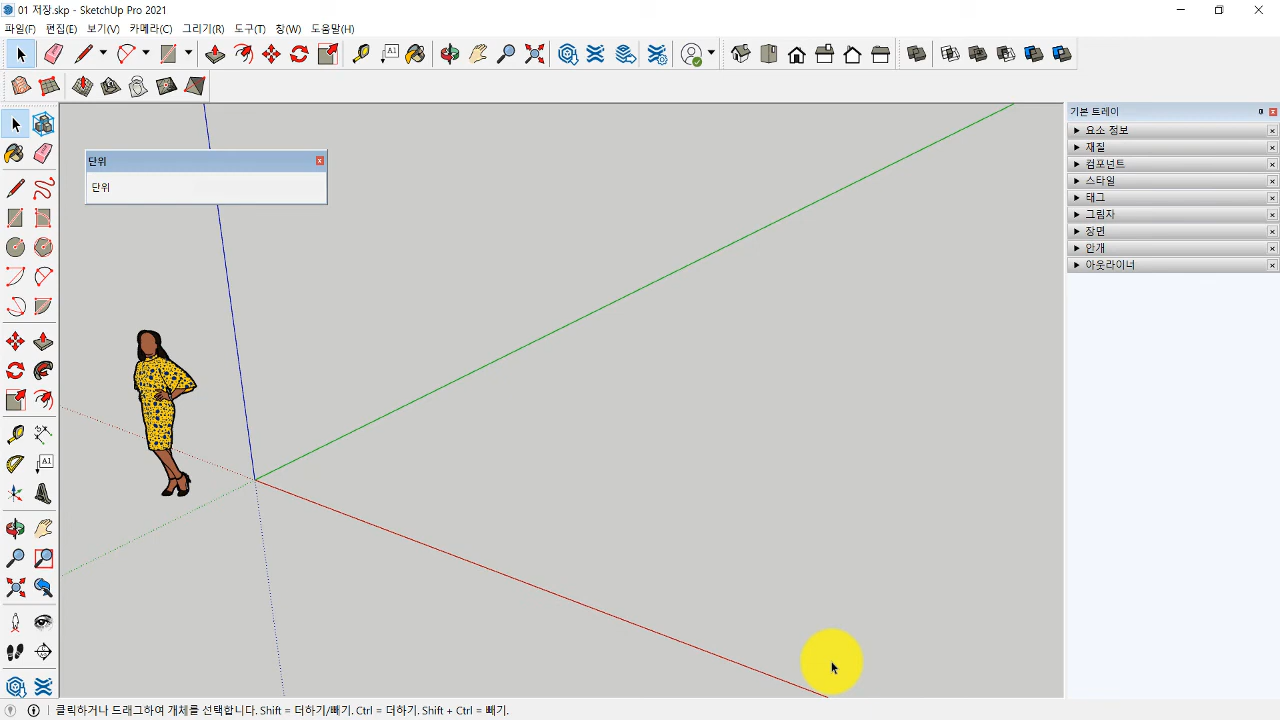 01 저장.skp - SketchUp Pro 2021
파일(F) 편집(E) 보기(V) 카메라(C) 그리기(R) 도구(T) 창(W) 도움말(H)
A1
기본 트레이
요소 정보
재질
컴포넌트
스타일
태그
그림자
장면
안개
아웃라이너
단위
단위
A1
클릭하거나 드래그하여 개체를 선택합니다. Shift = 더하기/빼기. Ctrl = 더하기. Shift + Ctrl = 빼기.